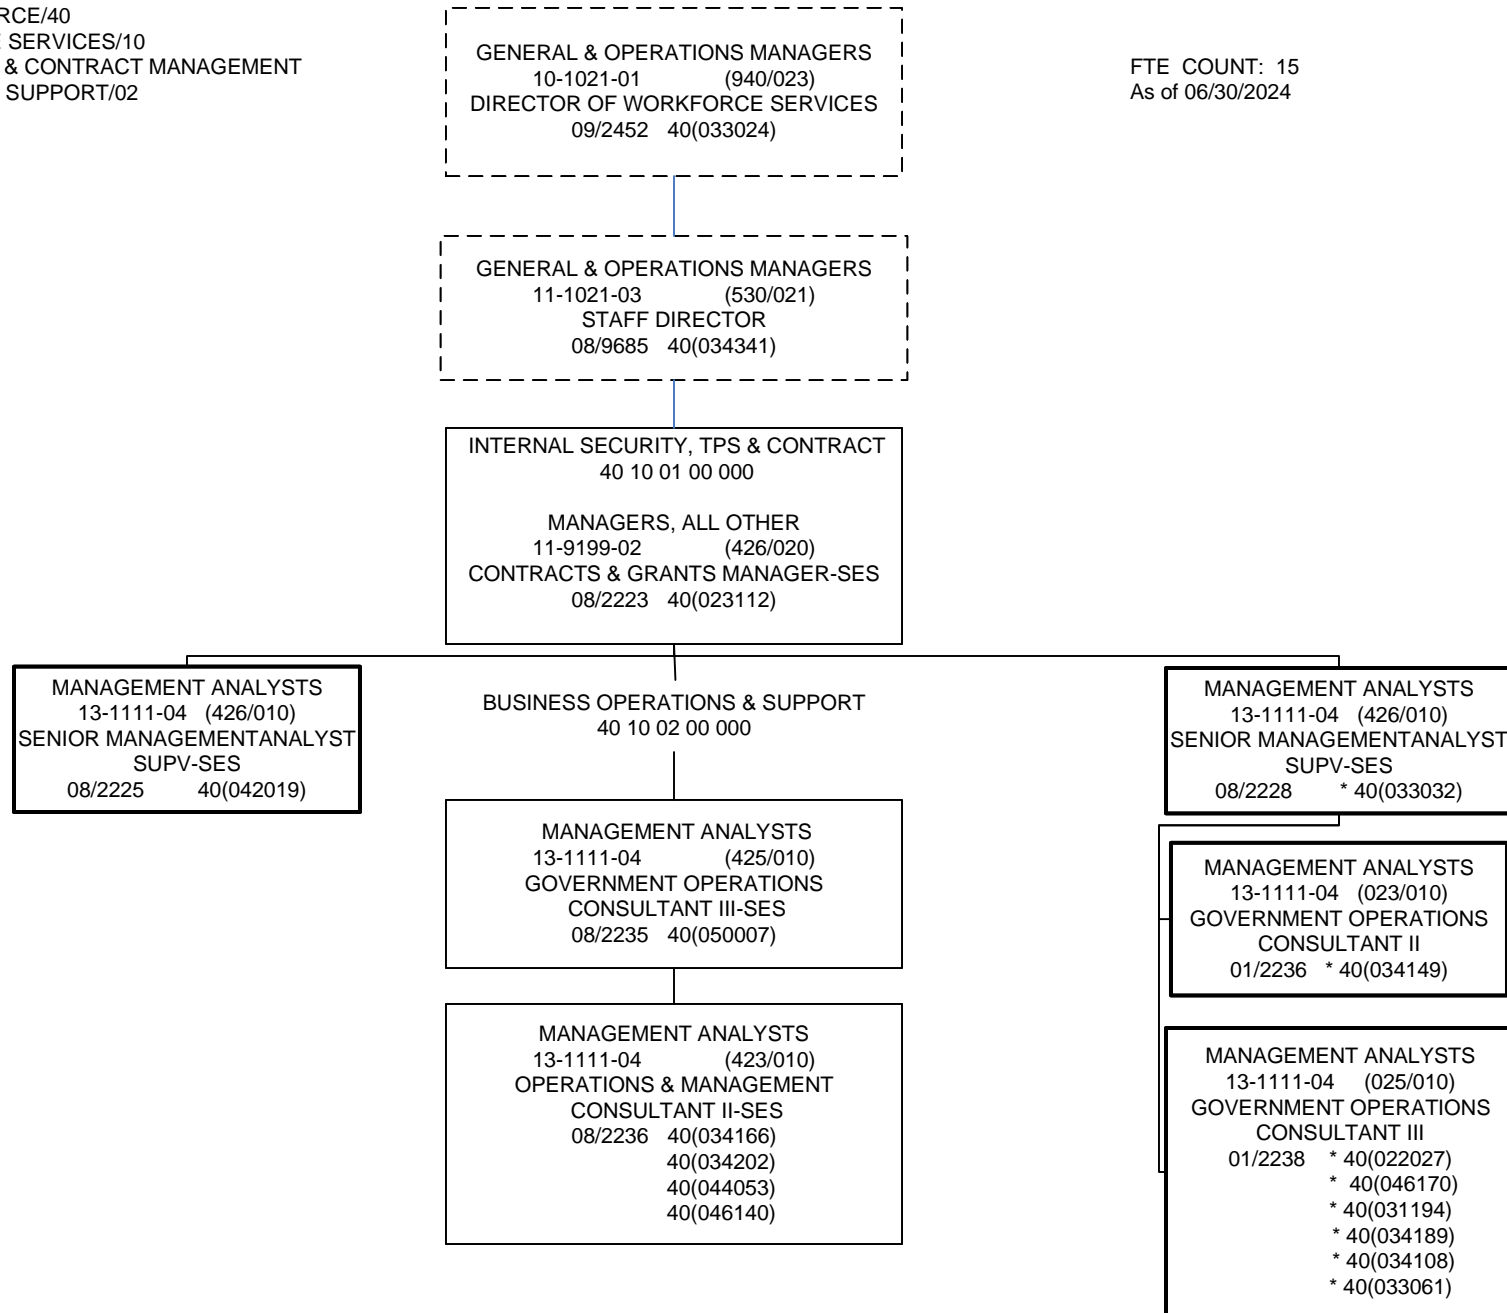 RCE/40
SERVICES/10
& CONTRACT MANAGEMENT
SUPPORT/02
GENERAL & OPERATIONS MANAGERS
10-1021-01 (940/023)
DIRECTOR OF WORKFORCE SERVICES
09/2452 40(033024)
FTE COUNT: 15
As of 06/30/2024
GENERAL & OPERATIONS MANAGERS
11-1021-03 (530/021)
STAFF DIRECTOR
08/9685 40(034341)
INTERNAL SECURITY, TPS & CONTRACT
40 10 01 00 000
MANAGERS, ALL OTHER
11-9199-02 (426/020)
CONTRACTS & GRANTS MANAGER-SES
08/2223 40(023112)
MANAGEMENT ANALYSTS
13-1111-04 (426/010)
SENIOR MANAGEMENTANALYST
SUPV-SES
08/2225 40(042019)
BUSINESS OPERATIONS & SUPPORT
40 10 02 00 000
MANAGEMENT ANALYSTS
13-1111-04 (425/010)
GOVERNMENT OPERATIONS
CONSULTANT III-SES
08/2235 40(050007)
MANAGEMENT ANALYSTS
13-1111-04 (423/010)
OPERATIONS & MANAGEMENT
CONSULTANT II-SES
08/2236 40(034166)
40(034202)
40(044053)
40(046140)
MANAGEMENT ANALYSTS
13-1111-04 (426/010)
SENIOR MANAGEMENTANALYST
SUPV-SES
08/2228 * 40(033032)
MANAGEMENT ANALYSTS
13-1111-04 (023/010)
GOVERNMENT OPERATIONS
CONSULTANT II
01/2236 * 40(034149)
MANAGEMENT ANALYSTS
13-1111-04 (025/010)
GOVERNMENT OPERATIONS
CONSULTANT III
01/2238 * 40(022027)
* 40(046170)
* 40(031194)
* 40(034189)
* 40(034108)
* 40(033061)